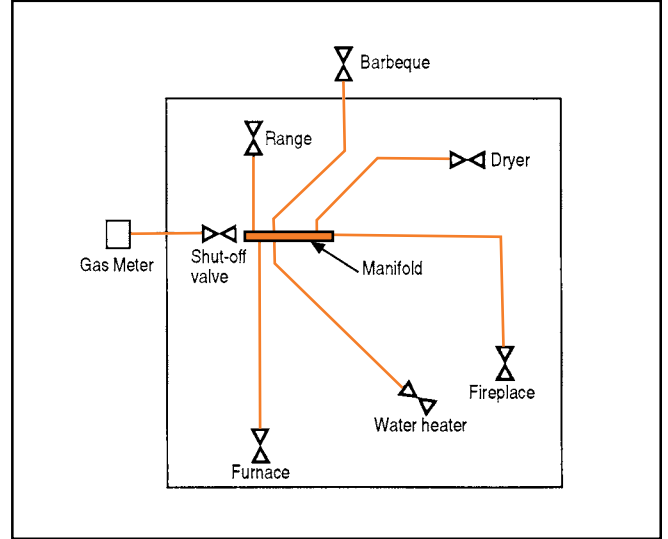 Barbeque
Range
Dryer
Gas Meter
Shut-off
valve
Manifold
Fireplace
Water heater
Furnace